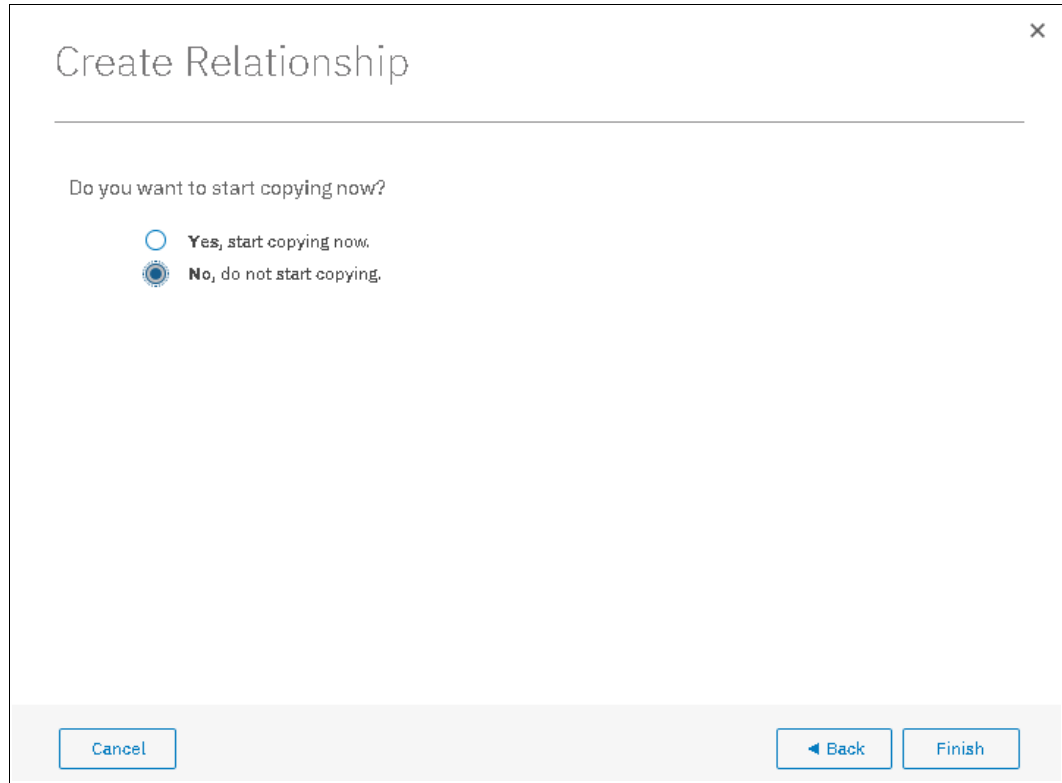 Create Relationship
Do you want to start copying now?
Yes, start copying now.
No, do not start copying.
Cancel
Back
Finish